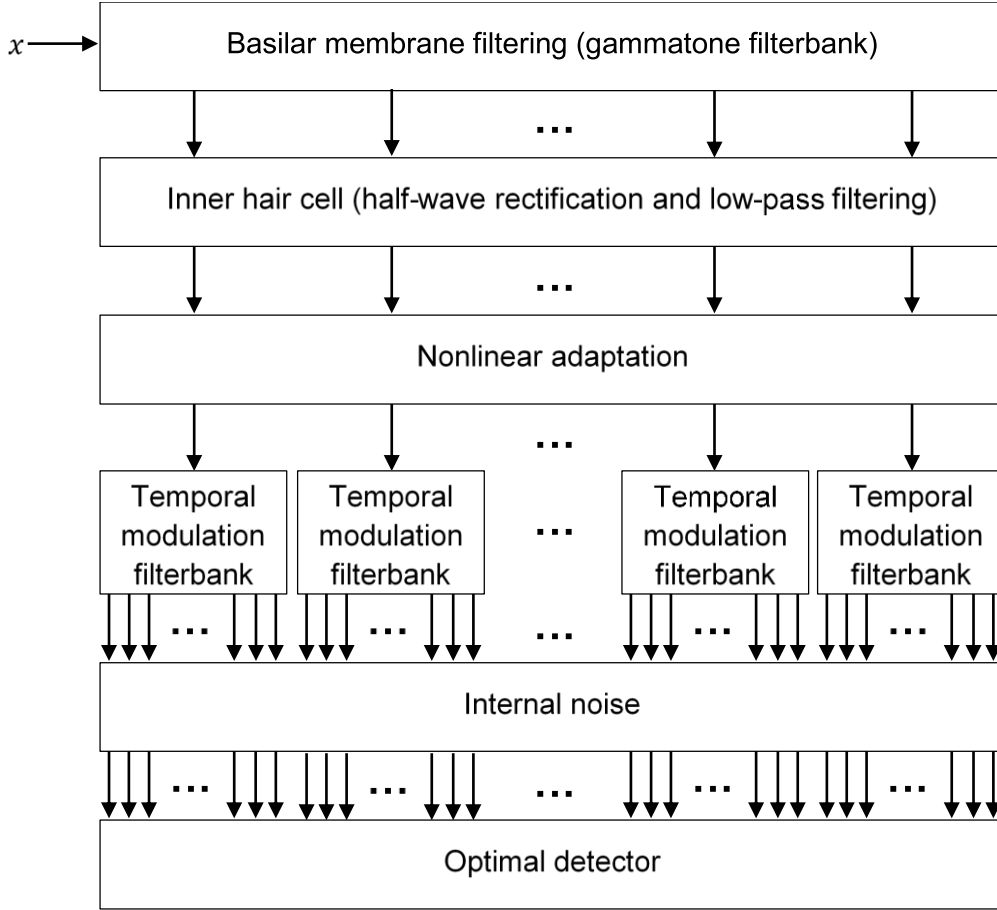 x
Basilar membrane filtering (gammatone filterbank)
...
Inner hair cell (half-wave rectification and low-pass filtering)
...
Nonlinear adaptation
...
Temporal
modulation
filterbank
Temporal
modulation
filterbank
...
Temporal
modulation
filterbank
Temporal
modulation
filterbank
... ... ... ... ...
Internal noise
... ... ... ... ...
Optimal detector